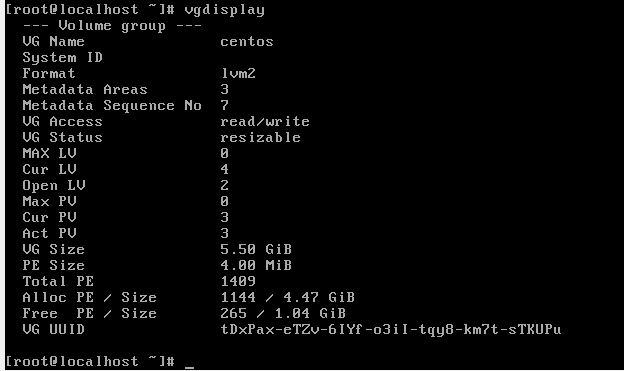 [root@localhost ~]# vgdisplay
--- Volume group ---
VG Name centos
System ID
Format lvm2
Metadata Areas 3
Metadata Sequence No 7
VG Access read/write
VG Status resizable
MAX LV 0
Cur LV 4
Open LV 2
Max PV 0
Cur PV 3
Act PV 3
VG Size 5.50 GiB
PE Size 4.00 MiB
Total PE 1409
Alloc PE / Size 1144 / 4.47 GiB
Free  PE / Size 265 / 1.04 GiB
VG UUID tDxPax-eTZv-6IYf-o3iI-tqy8-km7t-sTKUPu
[root@localhost ~]# _